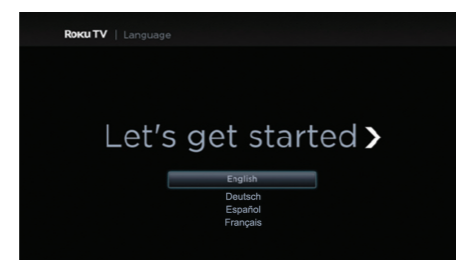 Roku TV | Language
Let's get started
English
Deutsch
Español
Français